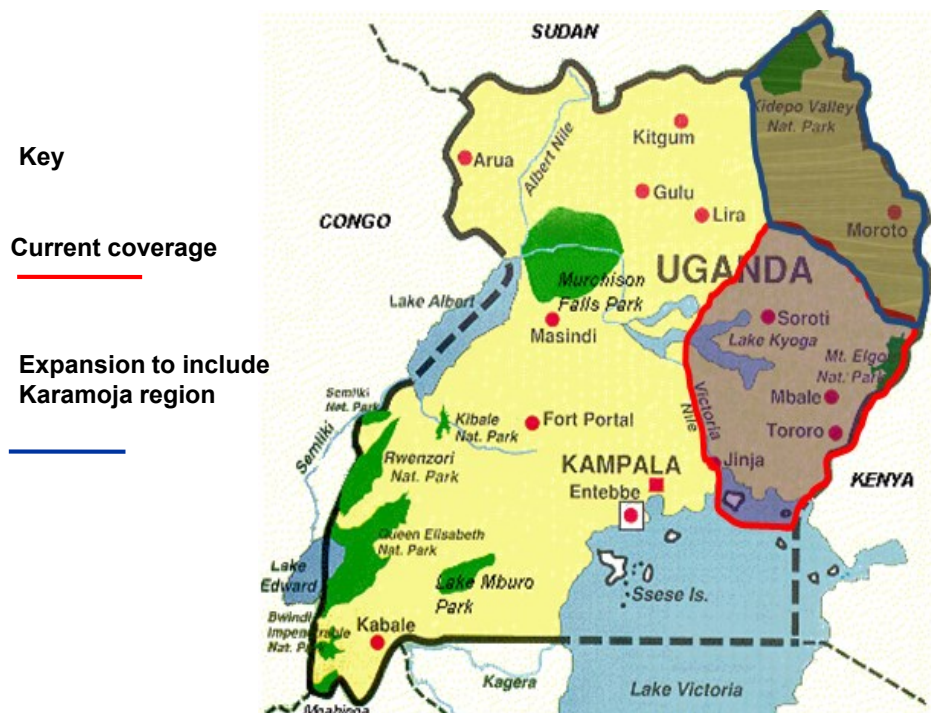 Key
Current coverage
Expansion to include
Karamoja region
SUDAN
Kidepo Valley
Nat. Park
Kitgum
Arua
Albert Nile
Gulu
Lira
Moroto
CONGO
UGANDA
Murchison
Falls Park
Lake Albert
Masindi
Soroti
Lake Kyoga
Mt. Elgon
Nat. Park
Mbale
Victoria
Nile
Tororo
Semliki
Nat. Park
Kibale
Nat. Park
Fort Portal
Semliki
Rwenzori
Nat. Park
KAMPALA
Jinja
KENYA
Entebbe
Queen Elisabeth
Nat. Park
Lake
Edward
Lake Mburo
Park
Ssese Is.
Bwindi
Impenetrable
Nat. P
Kabale
Kagera
Lake Victoria